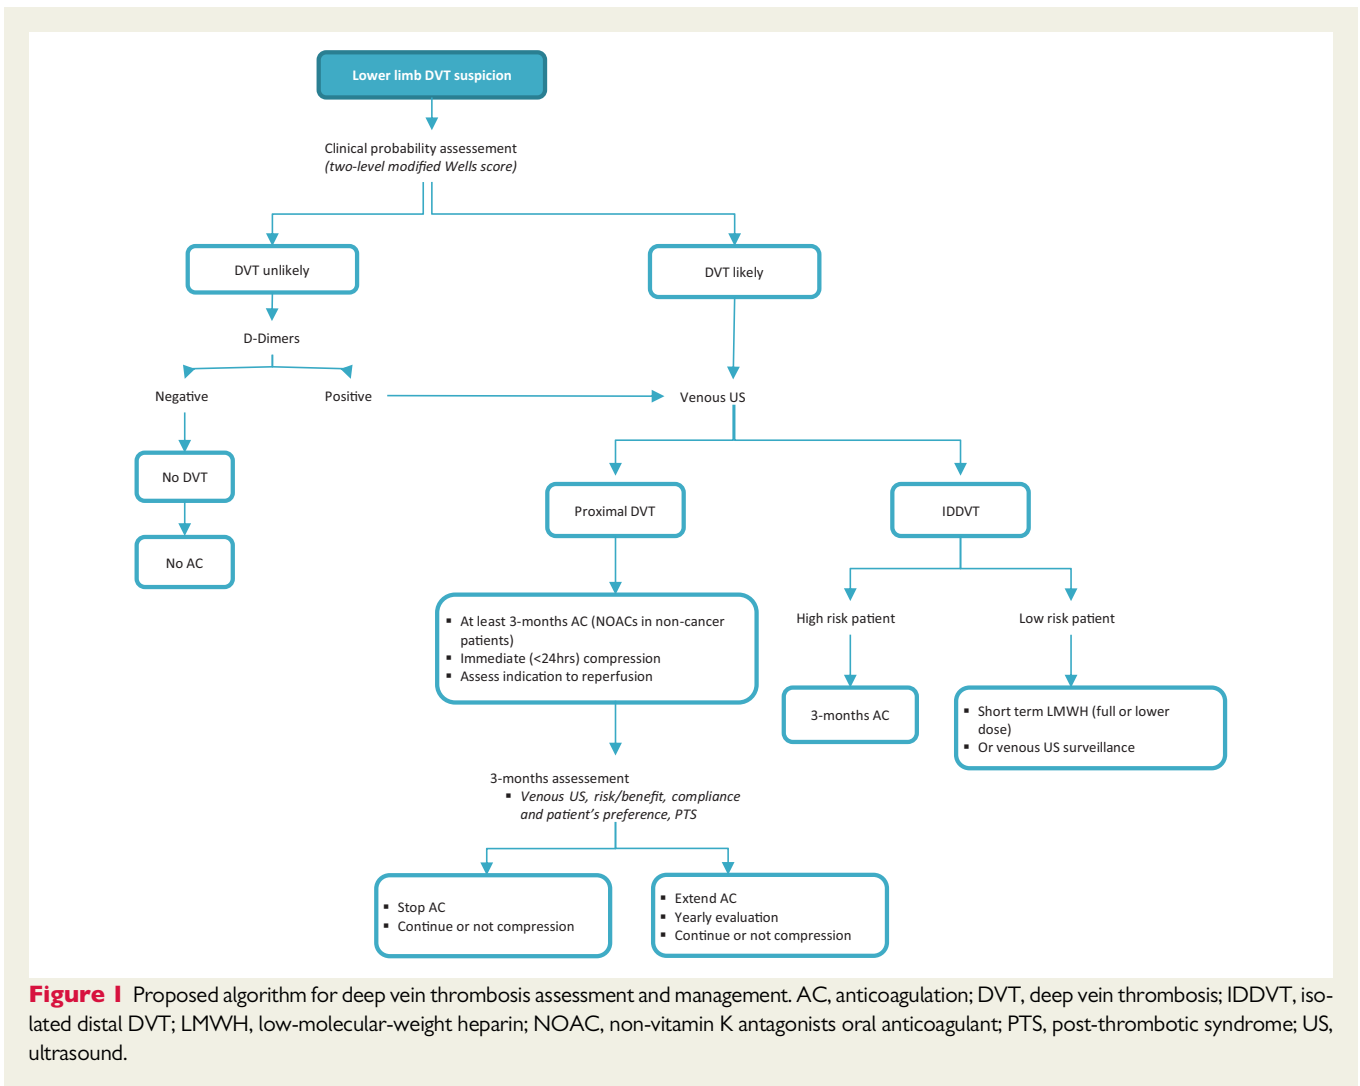 Lower limb DVT suspicion
Clinical probability assessement
(two-level modified Wells score)
DVT unlikely
DVT likely
D-Dimers
Negative
Positive
Venous US
No DVT
No AC
Proximal DVT
IDDVT
▪ At least 3-months AC (NOACs in non-cancer
patients)
▪ Immediate (<24hrs) compression
▪ Assess indication to reperfusion
High risk patient
Low risk patient
3-months AC
▪ Short term LMWH (full or lower
dose)
▪ Or venous US surveillance
3-months assessement
▪ Venous US, risk/benefit, compliance
and patient's preference, PTS
▪ Stop AC
▪ Continue or not compression
▪ Extend AC
▪ Yearly evaluation
▪ Continue or not compression
Figure 1 Proposed algorithm for deep vein thrombosis assessment and management. AC, anticoagulation; DVT, deep vein thrombosis; IDDVT, iso-
lated distal DVT; LMWH, low-molecular-weight heparin; NOAC, non-vitamin K antagonists oral anticoagulant; PTS, post-thrombotic syndrome; US,
ultrasound.